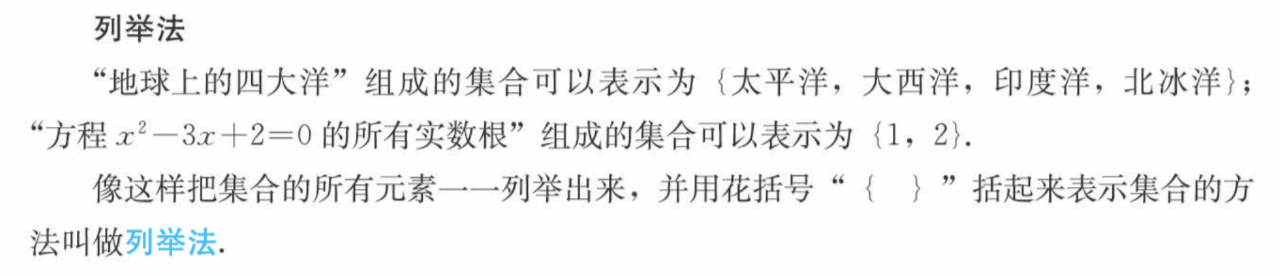 列举法
“地球上的四大洋”组成的集合可以表示为 {太平洋，大西洋，印度洋，北冰洋}；
“方程 x²－3x＋2＝0 的所有实数根”组成的集合可以表示为 {1，2}.
像这样把集合的所有元素一一列举出来，并用花括号“{ }”括起来表示集合的方
法叫做列举法.